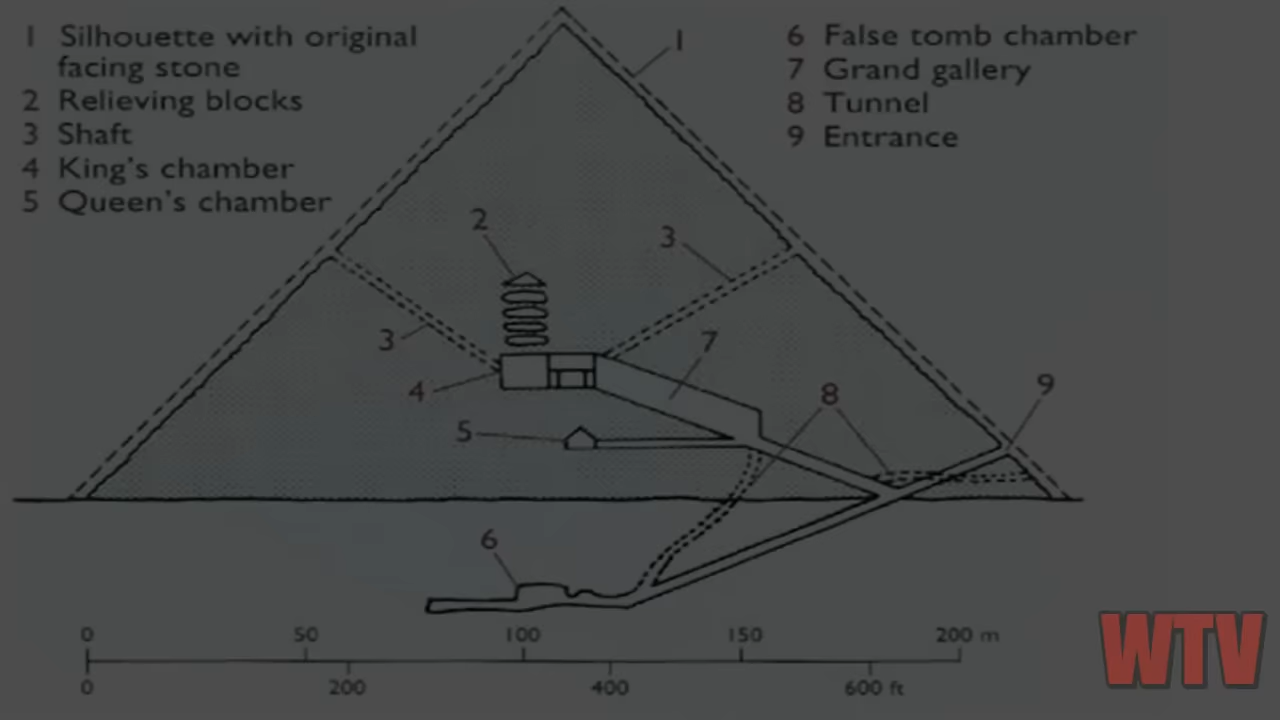 1 Silhouette with original
facing stone
2 Relieving blocks
3 Shaft
4 King's chamber
5 Queen's chamber
6 False tomb chamber
7 Grand gallery
8 Tunnel
9 Entrance
1
2
3
3
7
4
8
9
5
6
0 50 100 150 200 m
0 200 400 600 ft
WTV